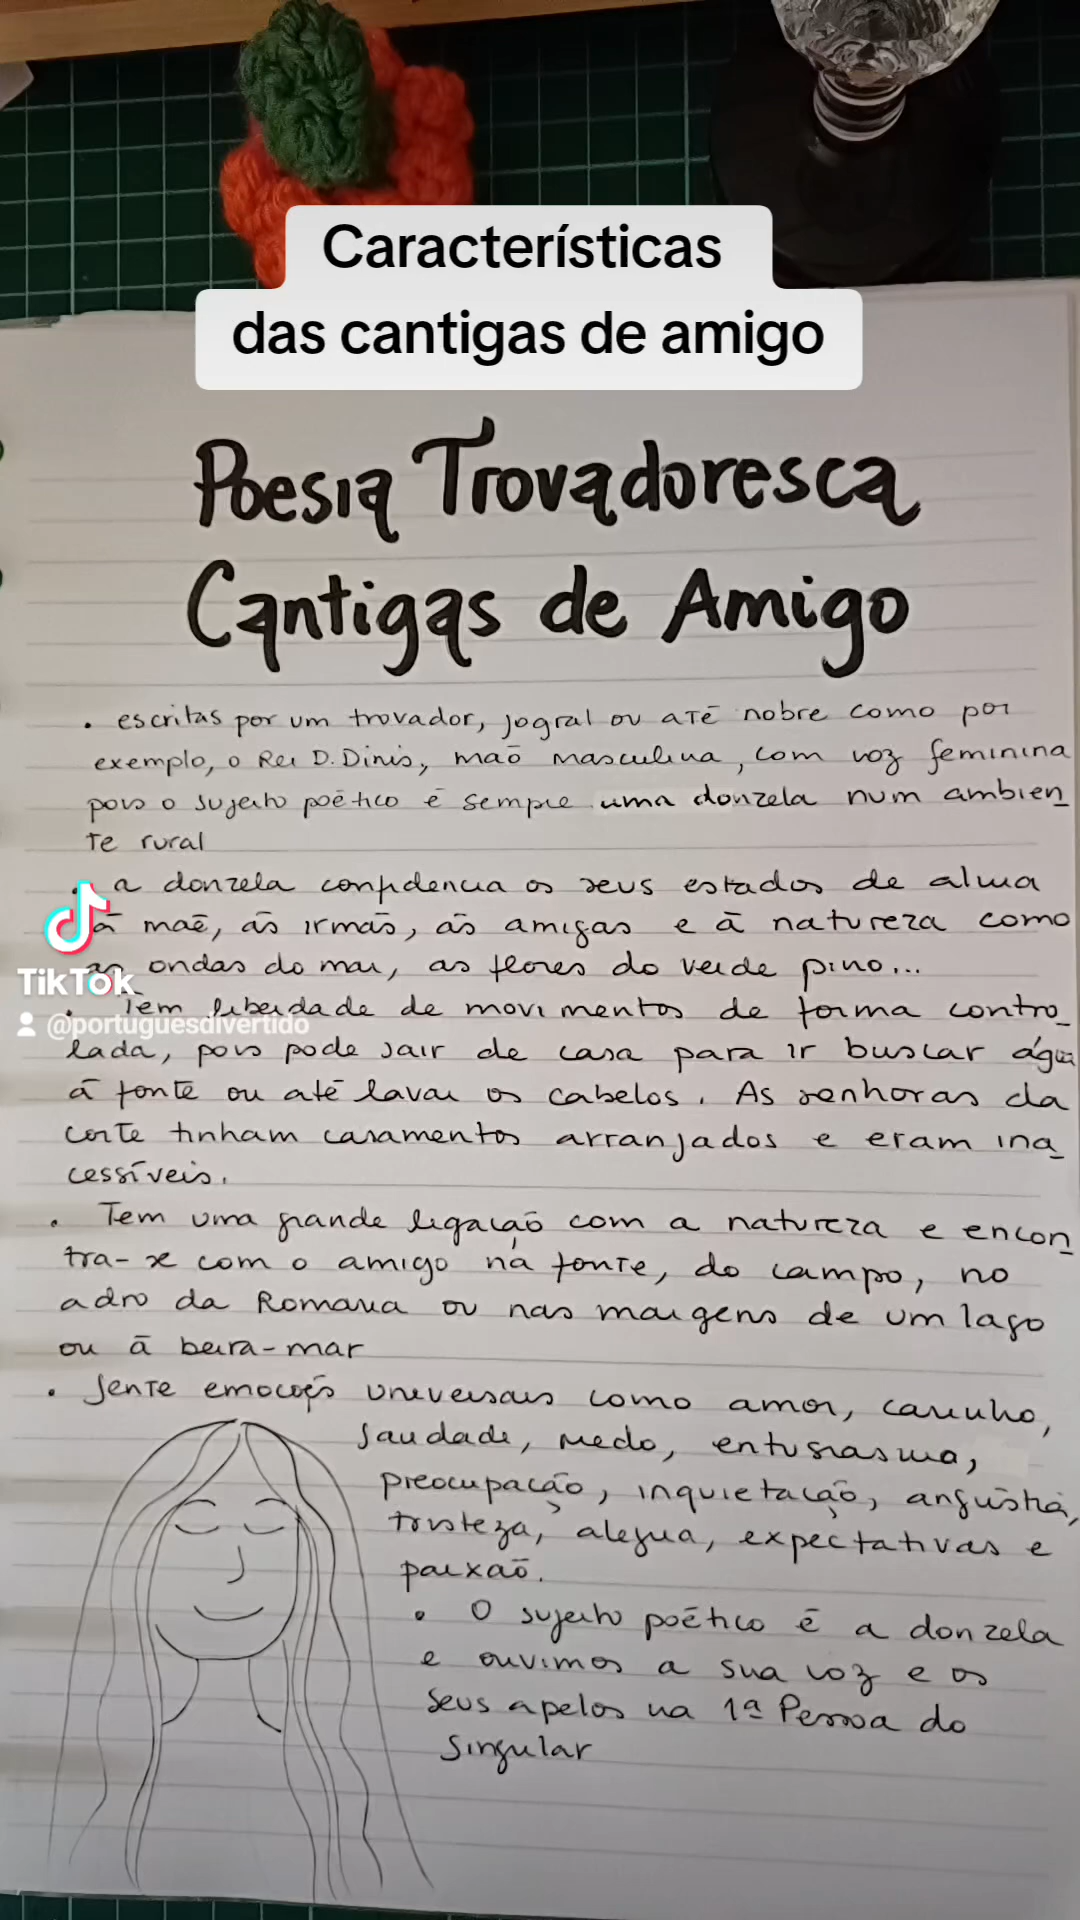 Características
das cantigas de amigo
Poesia Trovadoresca
Cantigas de Amigo
• escritas por um trovador, jogral ou até nobre como por
exemplo, o Rei D. Dinis, mão masculina, com voz feminina
pois o sujeito poético é sempre uma donzela num ambien_
te rural
• a donzela confidencia os seus estados de alma
à mãe, às irmãs, às amigas e à natureza como
as ondas do mar, as flores do verde pino...
• Tem liberdade de movimentos de forma contro_
lada, pois pode sair de casa para ir buscar água
à fonte ou até lavar os cabelos. As senhoras da
corte tinham casamentos arranjados e eram ina_
cessíveis.
• Tem uma grande ligação com a natureza e encon_
tra-se com o amigo na fonte, do campo, no
adro da Romaria ou nas margens de um lago
ou à beira-mar
• Sente emoções universais como amor, carinho,
saudade, medo, entusiasmo,
preocupação, inquietação, angústia,
tristeza, alegria, expectativas e
paixão.
• O sujeito poético é a donzela
e ouvimos a sua voz e os
seus apelos na 1ª Pessoa do
Singular
TikTok
@portuguesdivertido